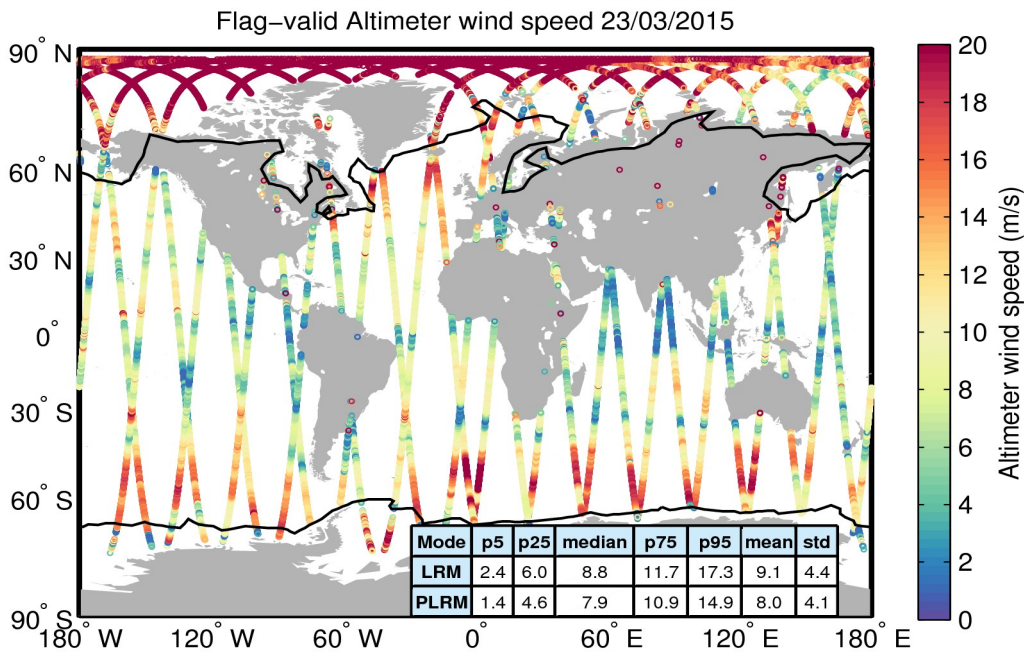 Flag−valid Altimeter wind speed 23/03/2015
90° N
60° N
30° N
0°
30° S
60° S
90° S
180° W
120° W
60° W
0°
60° E
120° E
180° E
Mode p5 p25 median p75 p95 mean std
LRM 2.4 6.0 8.8 11.7 17.3 9.1 4.4
PLRM 1.4 4.6 7.9 10.9 14.9 8.0 4.1
20
18
16
14
12
10
8
6
4
2
0
Altimeter wind speed (m/s)